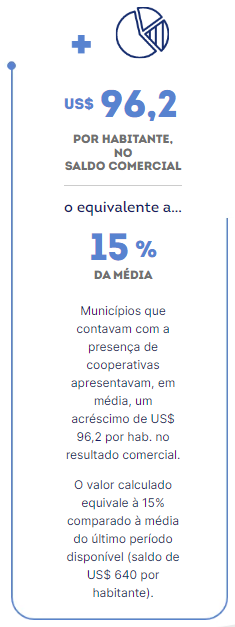 +
US$ 96,2
POR HABITANTE,
NO
SALDO COMERCIAL
o equivalente a...
15 %
DA MÉDIA
Municípios que
contavam com a
presença de
cooperativas
apresentavam, em
média, um
acréscimo de US$
96,2 por hab. no
resultado comercial.
O valor calculado
equivale à 15%
comparado à média
do último período
disponível (saldo de
US$ 640 por
habitante).